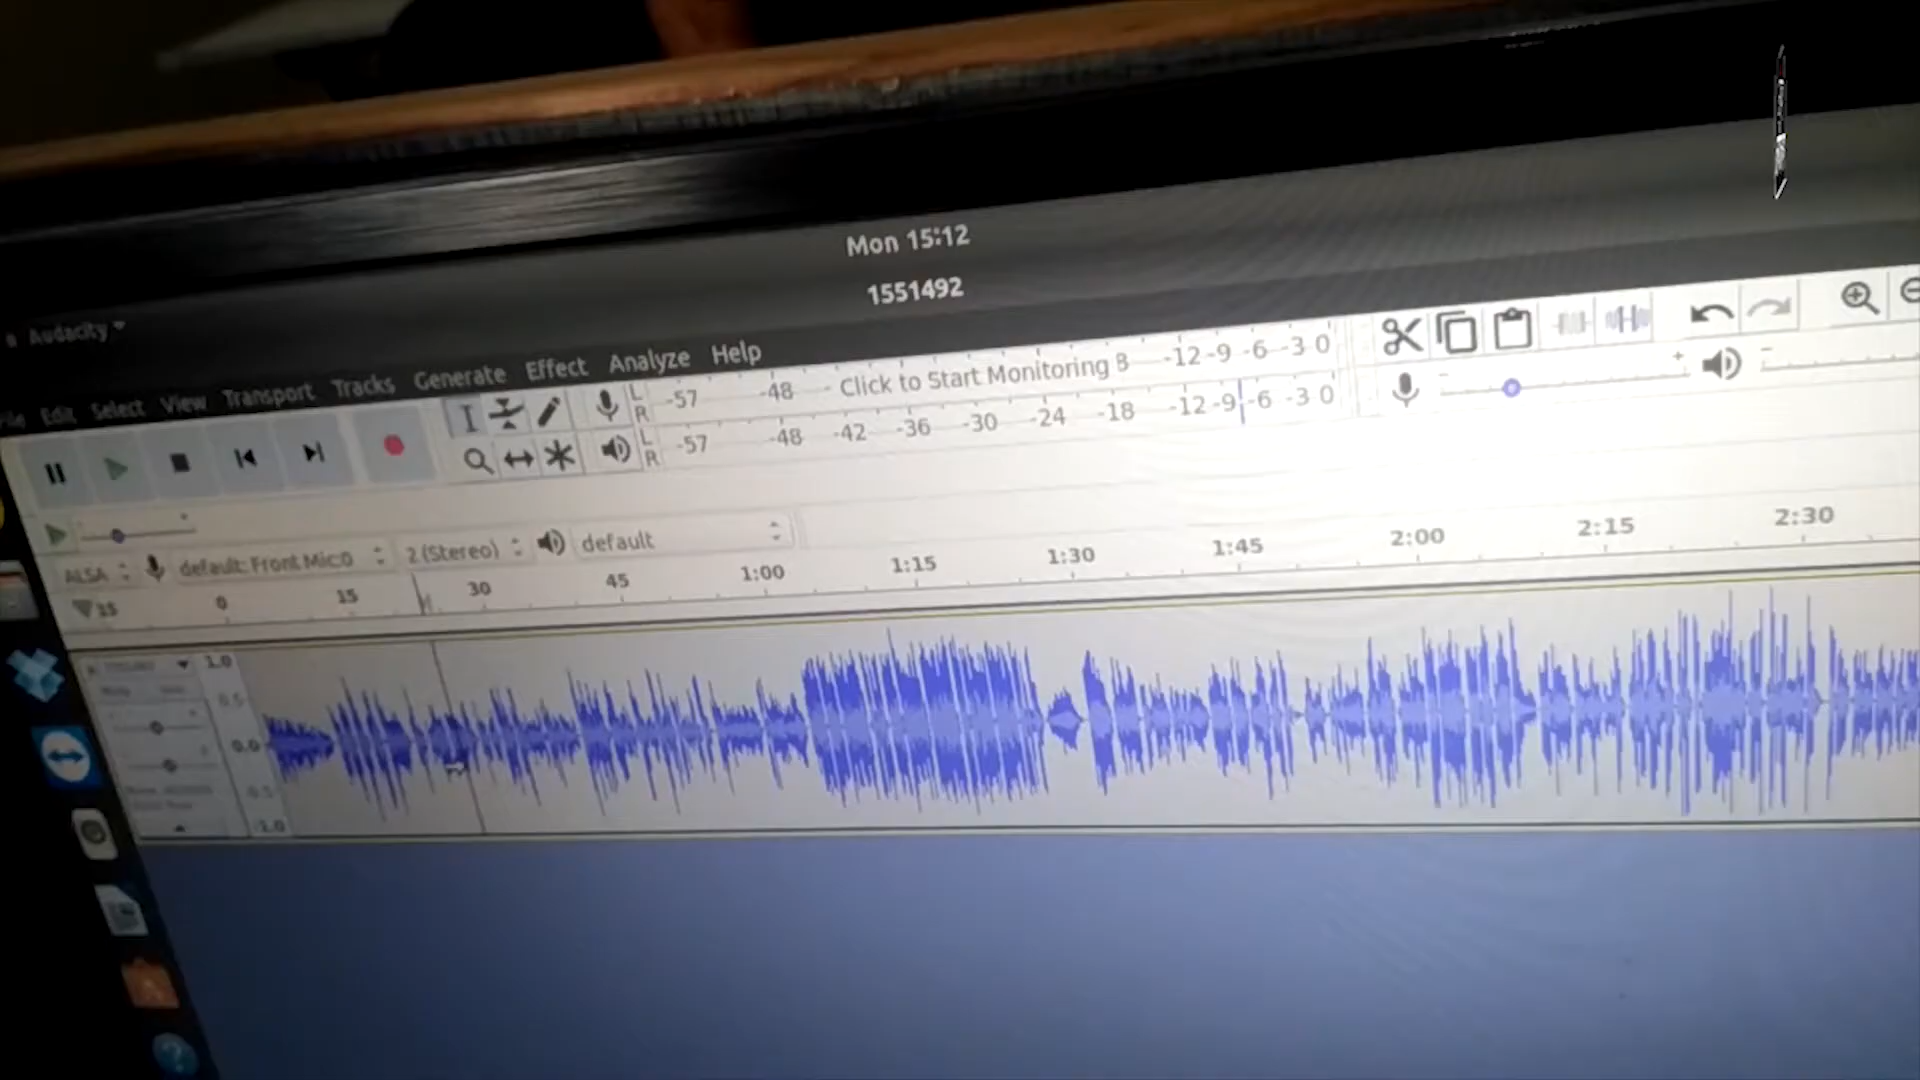 Mon 15:12
1551492
Audacity
File Edit Select View Transport Tracks Generate Effect Analyze Help
L
R
-57 -48 Click to Start Monitoring B -12 -9 -6 -3 0
L
R
-57 -48 -42 -36 -30 -24 -18 -12 -9 -6 -3 0
ALSA default: Front Mic:0 2 (Stereo) default
15 0 15 30 45 1:00 1:15 1:30 1:45 2:00 2:15 2:30
1.0
0.5
0.0
-0.5
-1.0